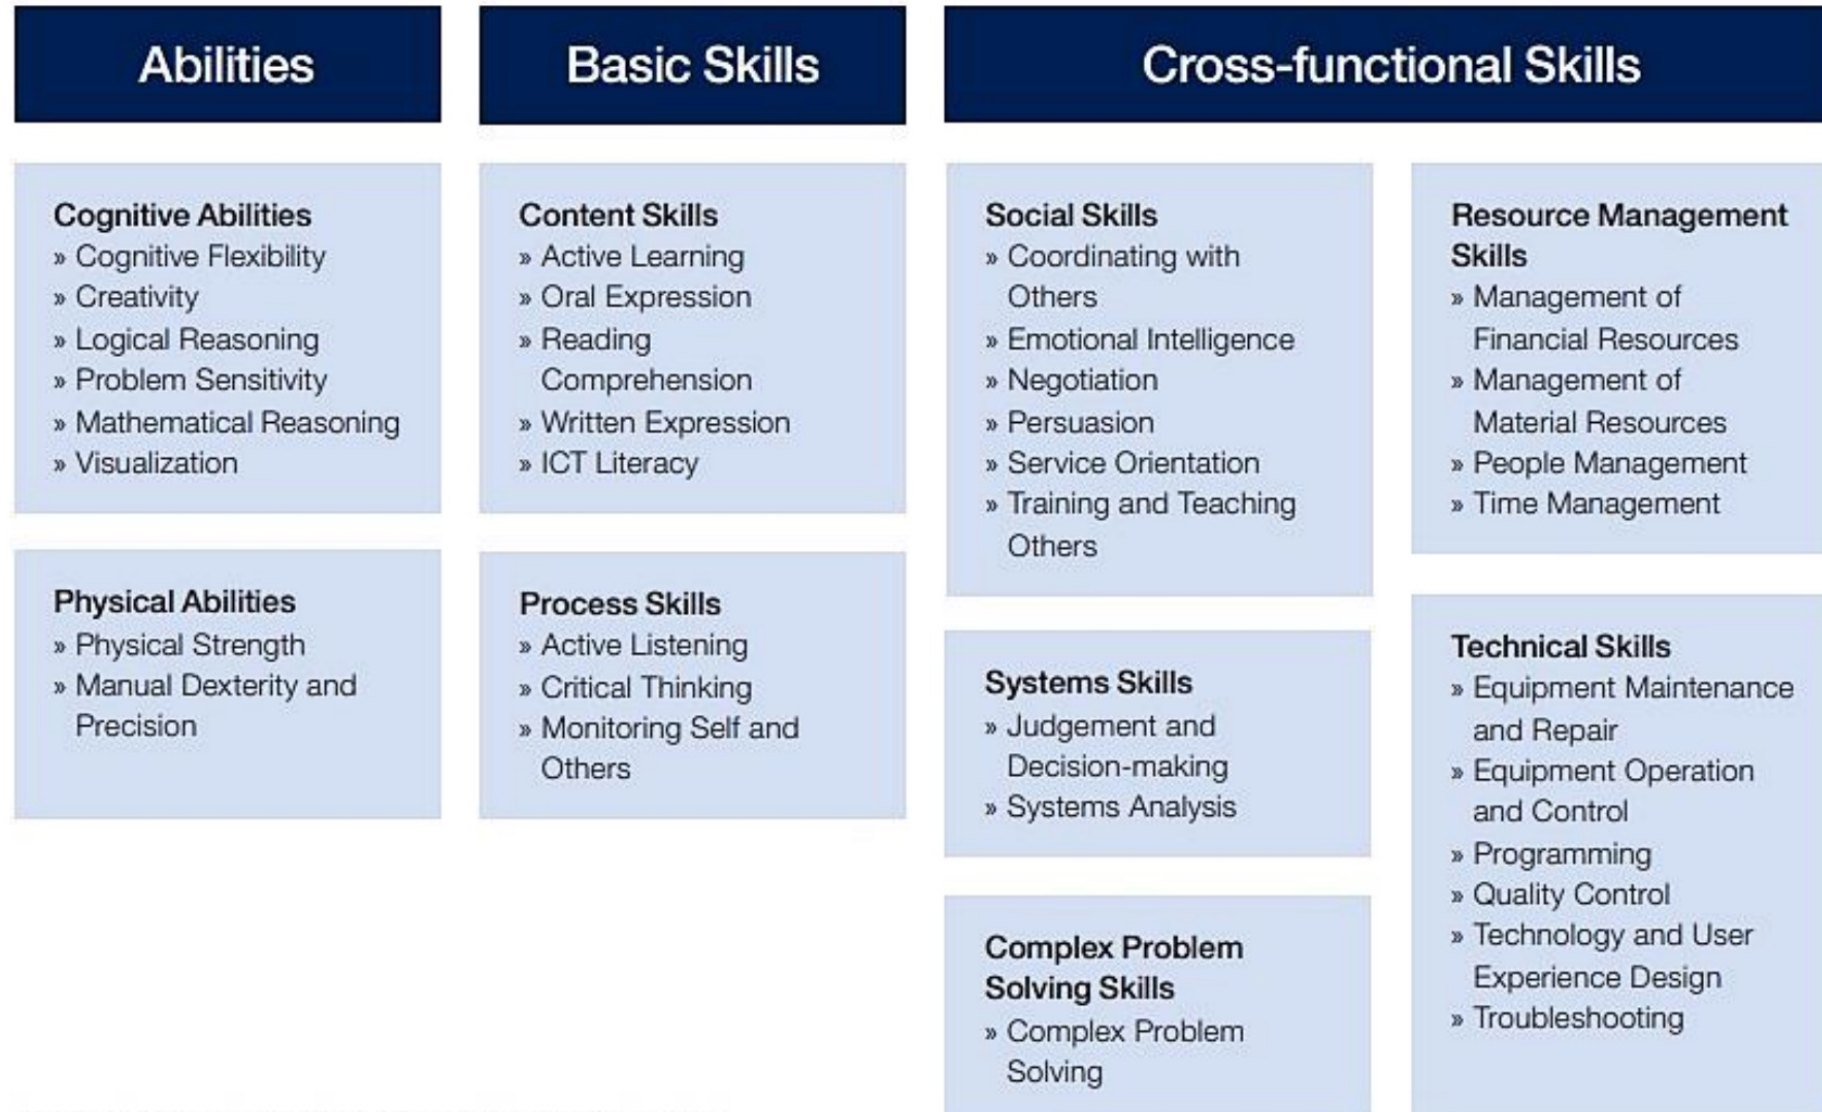 Abilities
Basic Skills
Cross-functional Skills
Cognitive Abilities
» Cognitive Flexibility
» Creativity
» Logical Reasoning
» Problem Sensitivity
» Mathematical Reasoning
» Visualization
Physical Abilities
» Physical Strength
» Manual Dexterity and
Precision
Content Skills
» Active Learning
» Oral Expression
» Reading
Comprehension
» Written Expression
» ICT Literacy
Process Skills
» Active Listening
» Critical Thinking
» Monitoring Self and
Others
Social Skills
» Coordinating with
Others
» Emotional Intelligence
» Negotiation
» Persuasion
» Service Orientation
» Training and Teaching
Others
Systems Skills
» Judgement and
Decision-making
» Systems Analysis
Complex Problem
Solving Skills
» Complex Problem
Solving
Resource Management
Skills
» Management of
Financial Resources
» Management of
Material Resources
» People Management
» Time Management
Technical Skills
» Equipment Maintenance
and Repair
» Equipment Operation
and Control
» Programming
» Quality Control
» Technology and User
Experience Design
» Troubleshooting